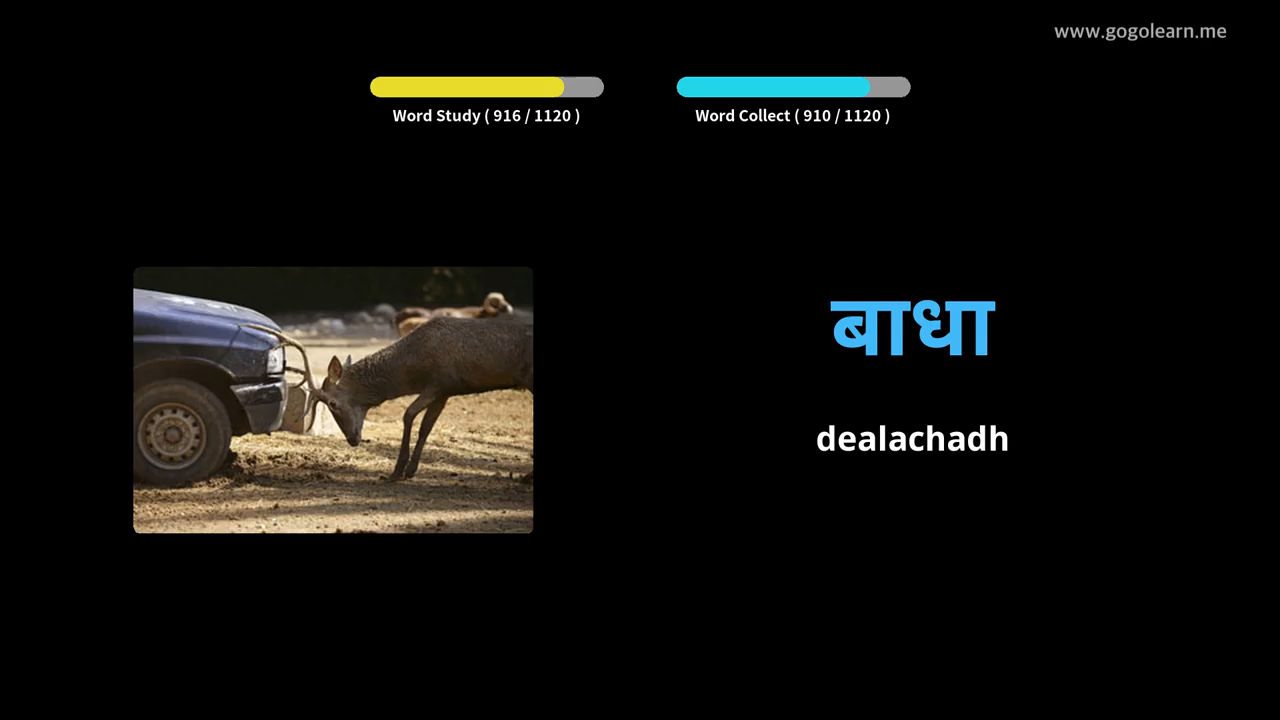 www.gogolearn.me
Word Study ( 916 / 1120 )
Word Collect ( 910 / 1120 )
बाधा
dealachadh